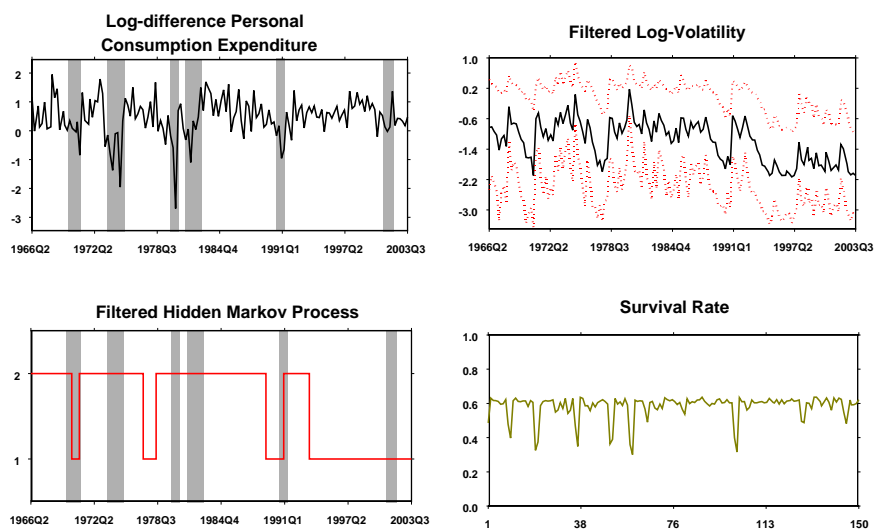 Log-difference Personal
Consumption Expenditure
2
1
0
-1
-2
-3
1966Q2 1972Q2 1978Q3 1984Q4 1991Q1 1997Q2 2003Q3
Filtered Log-Volatility
1.0
0.2
-0.6
-1.4
-2.2
-3.0
1966Q2 1972Q2 1978Q3 1984Q4 1991Q1 1997Q2 2003Q3
Filtered Hidden Markov Process
2
1
1966Q2 1972Q2 1978Q3 1984Q4 1991Q1 1997Q2 2003Q3
Survival Rate
1.0
0.8
0.6
0.4
0.2
0.0
1 38 76 113 150